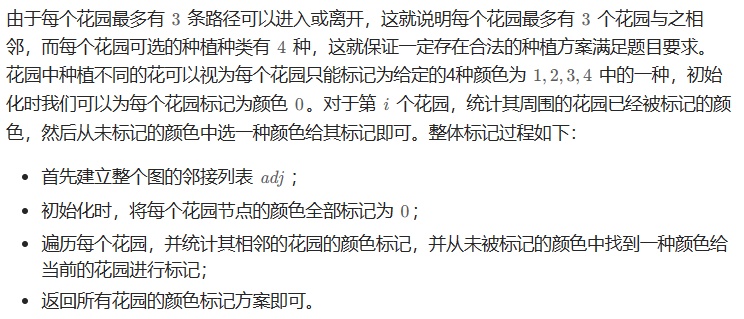 由于每个花园最多有 3 条路径可以进入或离开，这就说明每个花园最多有 3 个花园与之相
邻，而每个花园可选的种植种类有 4 种，这就保证一定存在合法的种植方案满足题目要求。
花园中种植不同的花可以视为每个花园只能标记为给定的4种颜色为 1,2,3,4 中的一种，初始
化时我们可以为每个花园标记为颜色 0。对于第 i 个花园，统计其周围的花园已经被标记的颜
色，然后从未标记的颜色中选一种颜色给其标记即可。整体标记过程如下：
• 首先建立整个图的邻接列表 adj；
• 初始化时，将每个花园节点的颜色全部标记为 0；
• 遍历每个花园，并统计其相邻的花园的颜色标记，并从未被标记的颜色中找到一种颜色给
当前的花园进行标记；
• 返回所有花园的颜色标记方案即可。